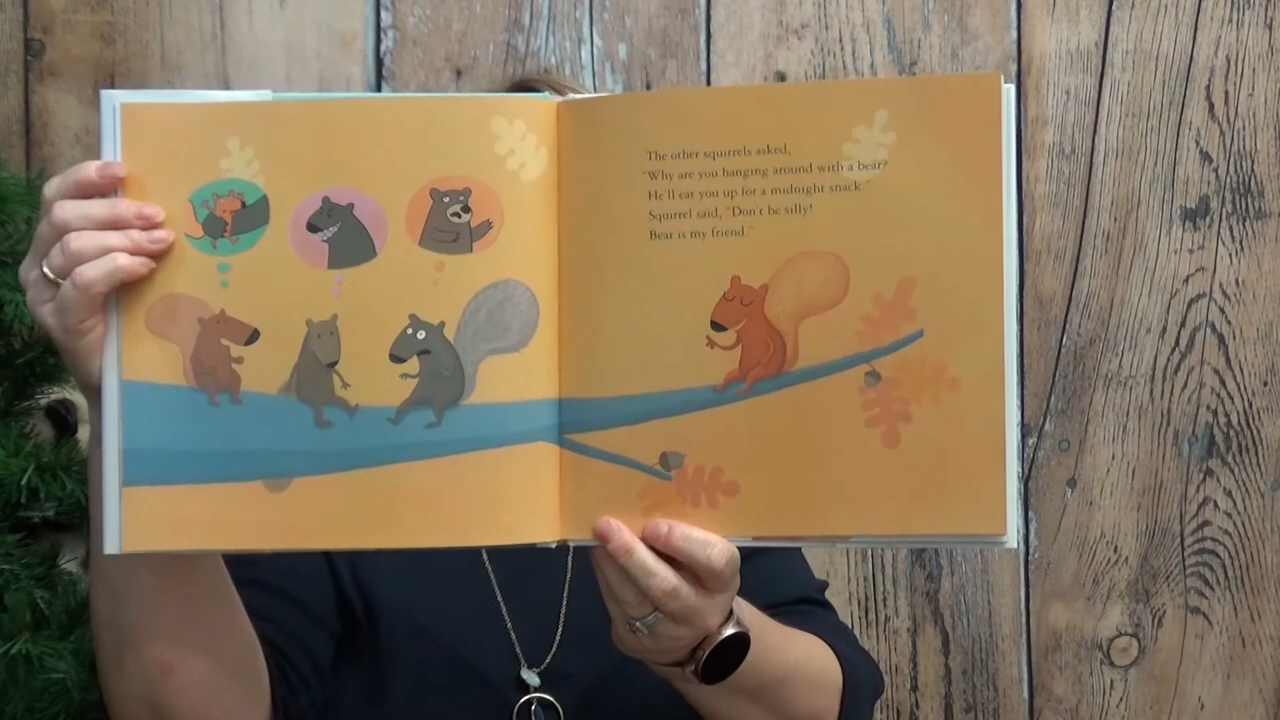 The other squirrels asked,
"Why are you hanging around with a bear?
He'll eat you up for a midnight snack."
Squirrel said, "Don't be silly!
Bear is my friend."